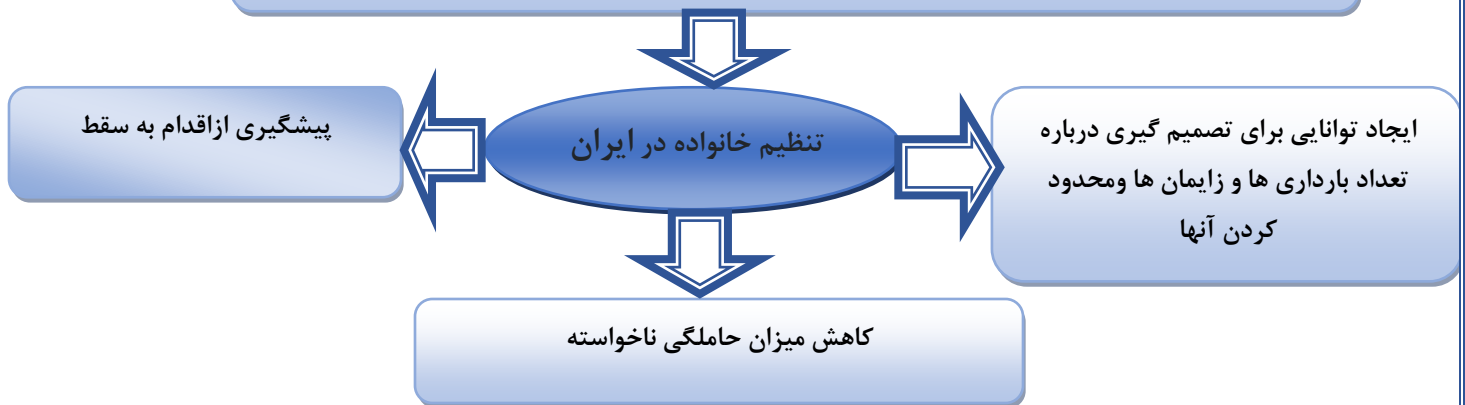 پیشگیری ازاقدام به سقط
تنظیم خانواده در ایران
ایجاد توانایی برای تصمیم گیری درباره
تعداد بارداری ها و زایمان ها ومحدود
کردن آنها
کاهش میزان حاملگی ناخواسته